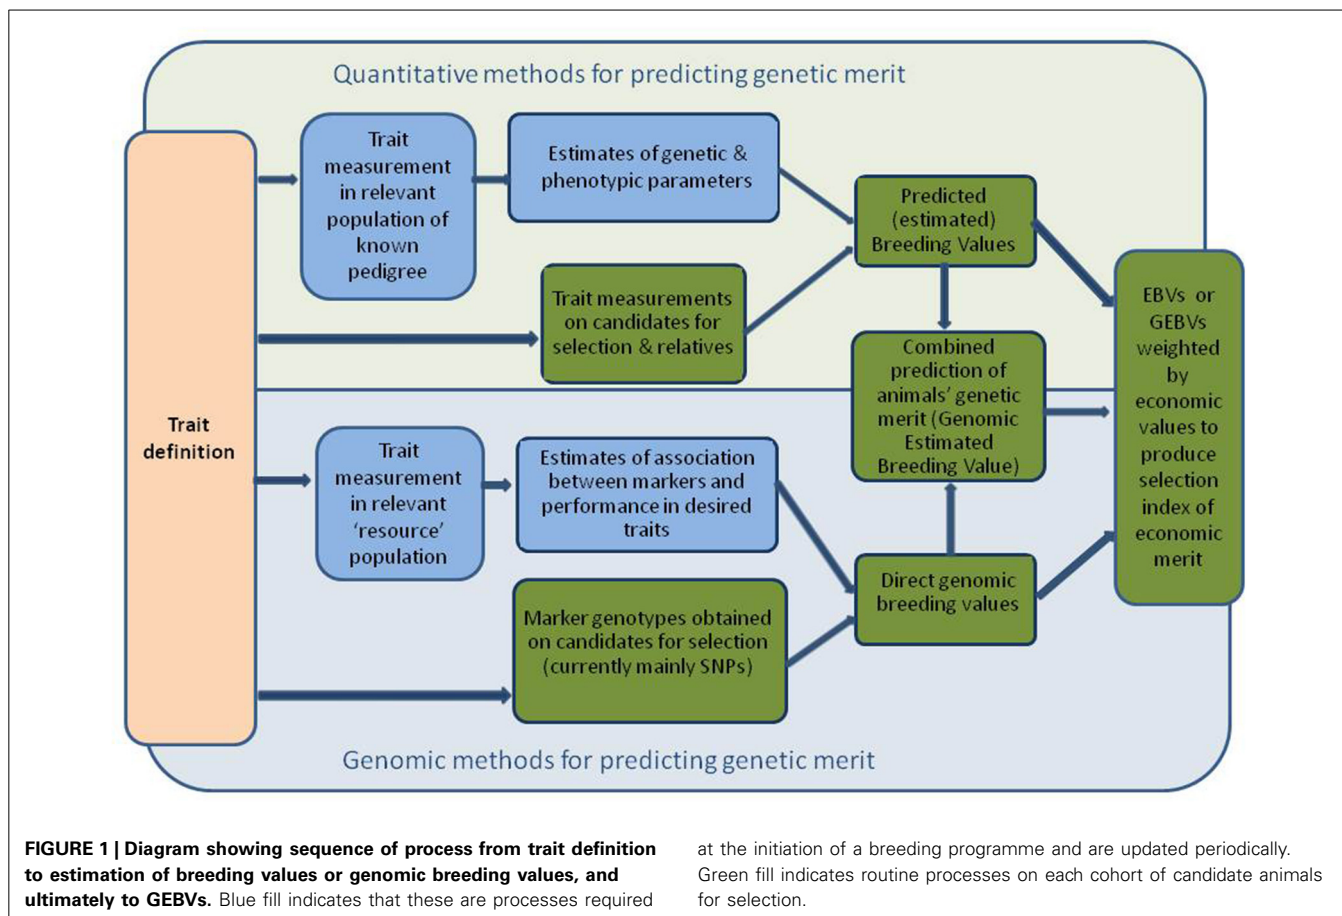 Quantitative methods for predicting genetic merit
Trait
measurement
in relevant
population of
known
pedigree
Estimates of genetic &
phenotypic parameters
Predicted
(estimated)
Breeding Values
Trait measurements
on candidates for
selection & relatives
Combined
prediction of
animals’ genetic
merit (Genomic
Estimated
Breeding Value)
EBVs or
GEBVs
weighted
by
economic
values to
produce
selection
index of
economic
merit
Trait
definition
Trait
measurement
in relevant
‘resource’
population
Estimates of association
between markers and
performance in desired
traits
Direct genomic
breeding values
Marker genotypes obtained
on candidates for selection
(currently mainly SNPs)
Genomic methods for predicting genetic merit
FIGURE 1 | Diagram showing sequence of process from trait definition
to estimation of breeding values or genomic breeding values, and
ultimately to GEBVs. Blue fill indicates that these are processes required
at the initiation of a breeding programme and are updated periodically.
Green fill indicates routine processes on each cohort of candidate animals
for selection.